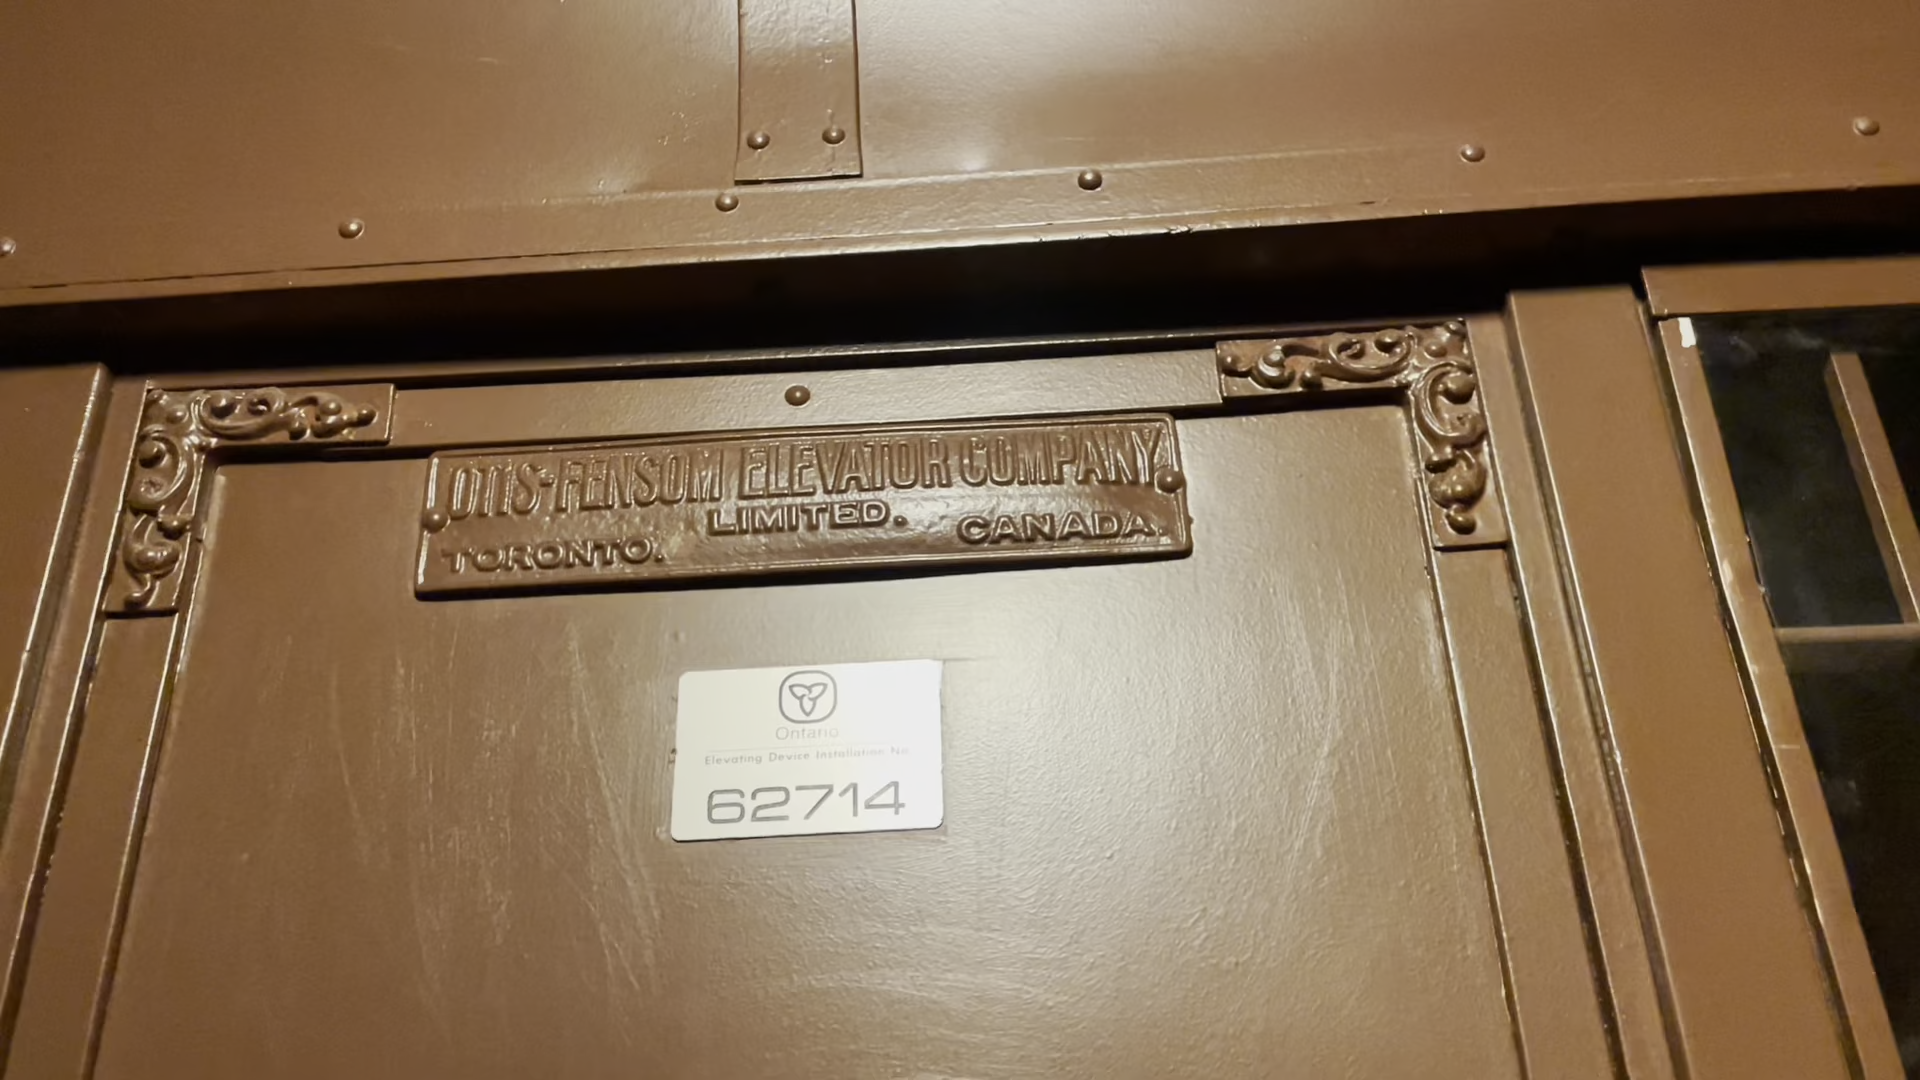 OTIS-FENSOM ELEVATOR COMPANY
LIMITED.
TORONTO. CANADA.
Ontario
Elevating Device Installation No.
62714